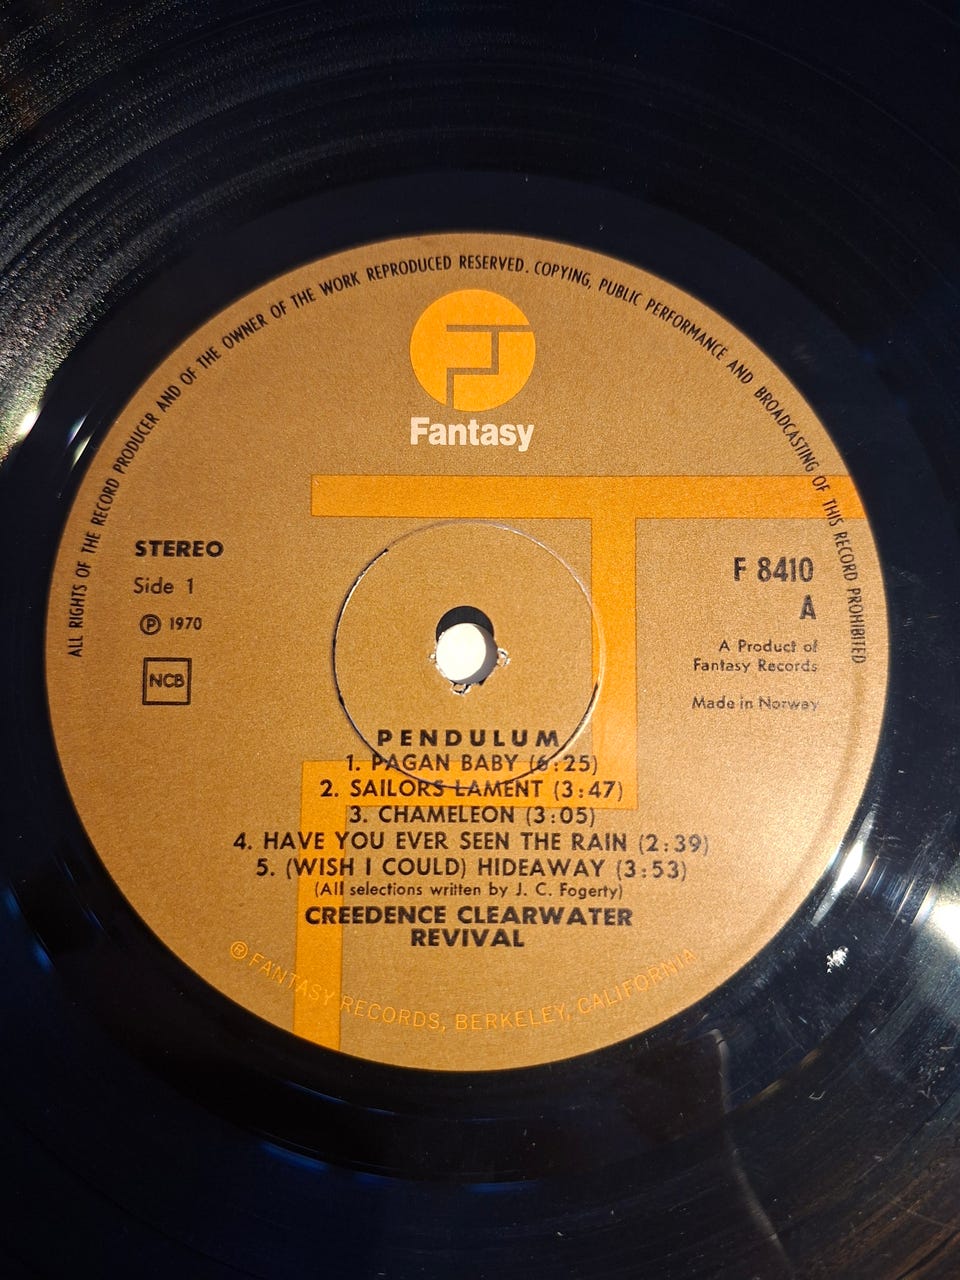 ALL RIGHTS OF THE RECORD PRODUCER AND OF THE OWNER OF THE WORK REPRODUCED RESERVED. COPYING, PUBLIC PERFORMANCE AND BROADCASTING OF THIS RECORD PROHIBITED
Fantasy
STEREO
Side 1
℗ 1970
NCB
F 8410
A
A Product of
Fantasy Records
Made in Norway
PENDULUM
1. PAGAN BABY (6:25)
2. SAILORS LAMENT (3:47)
3. CHAMELEON (3:05)
4. HAVE YOU EVER SEEN THE RAIN (2:39)
5. (WISH I COULD) HIDEAWAY (3:53)
(All selections written by J. C. Fogerty)
CREEDENCE CLEARWATER
REVIVAL
® FANTASY RECORDS, BERKELEY, CALIFORNIA